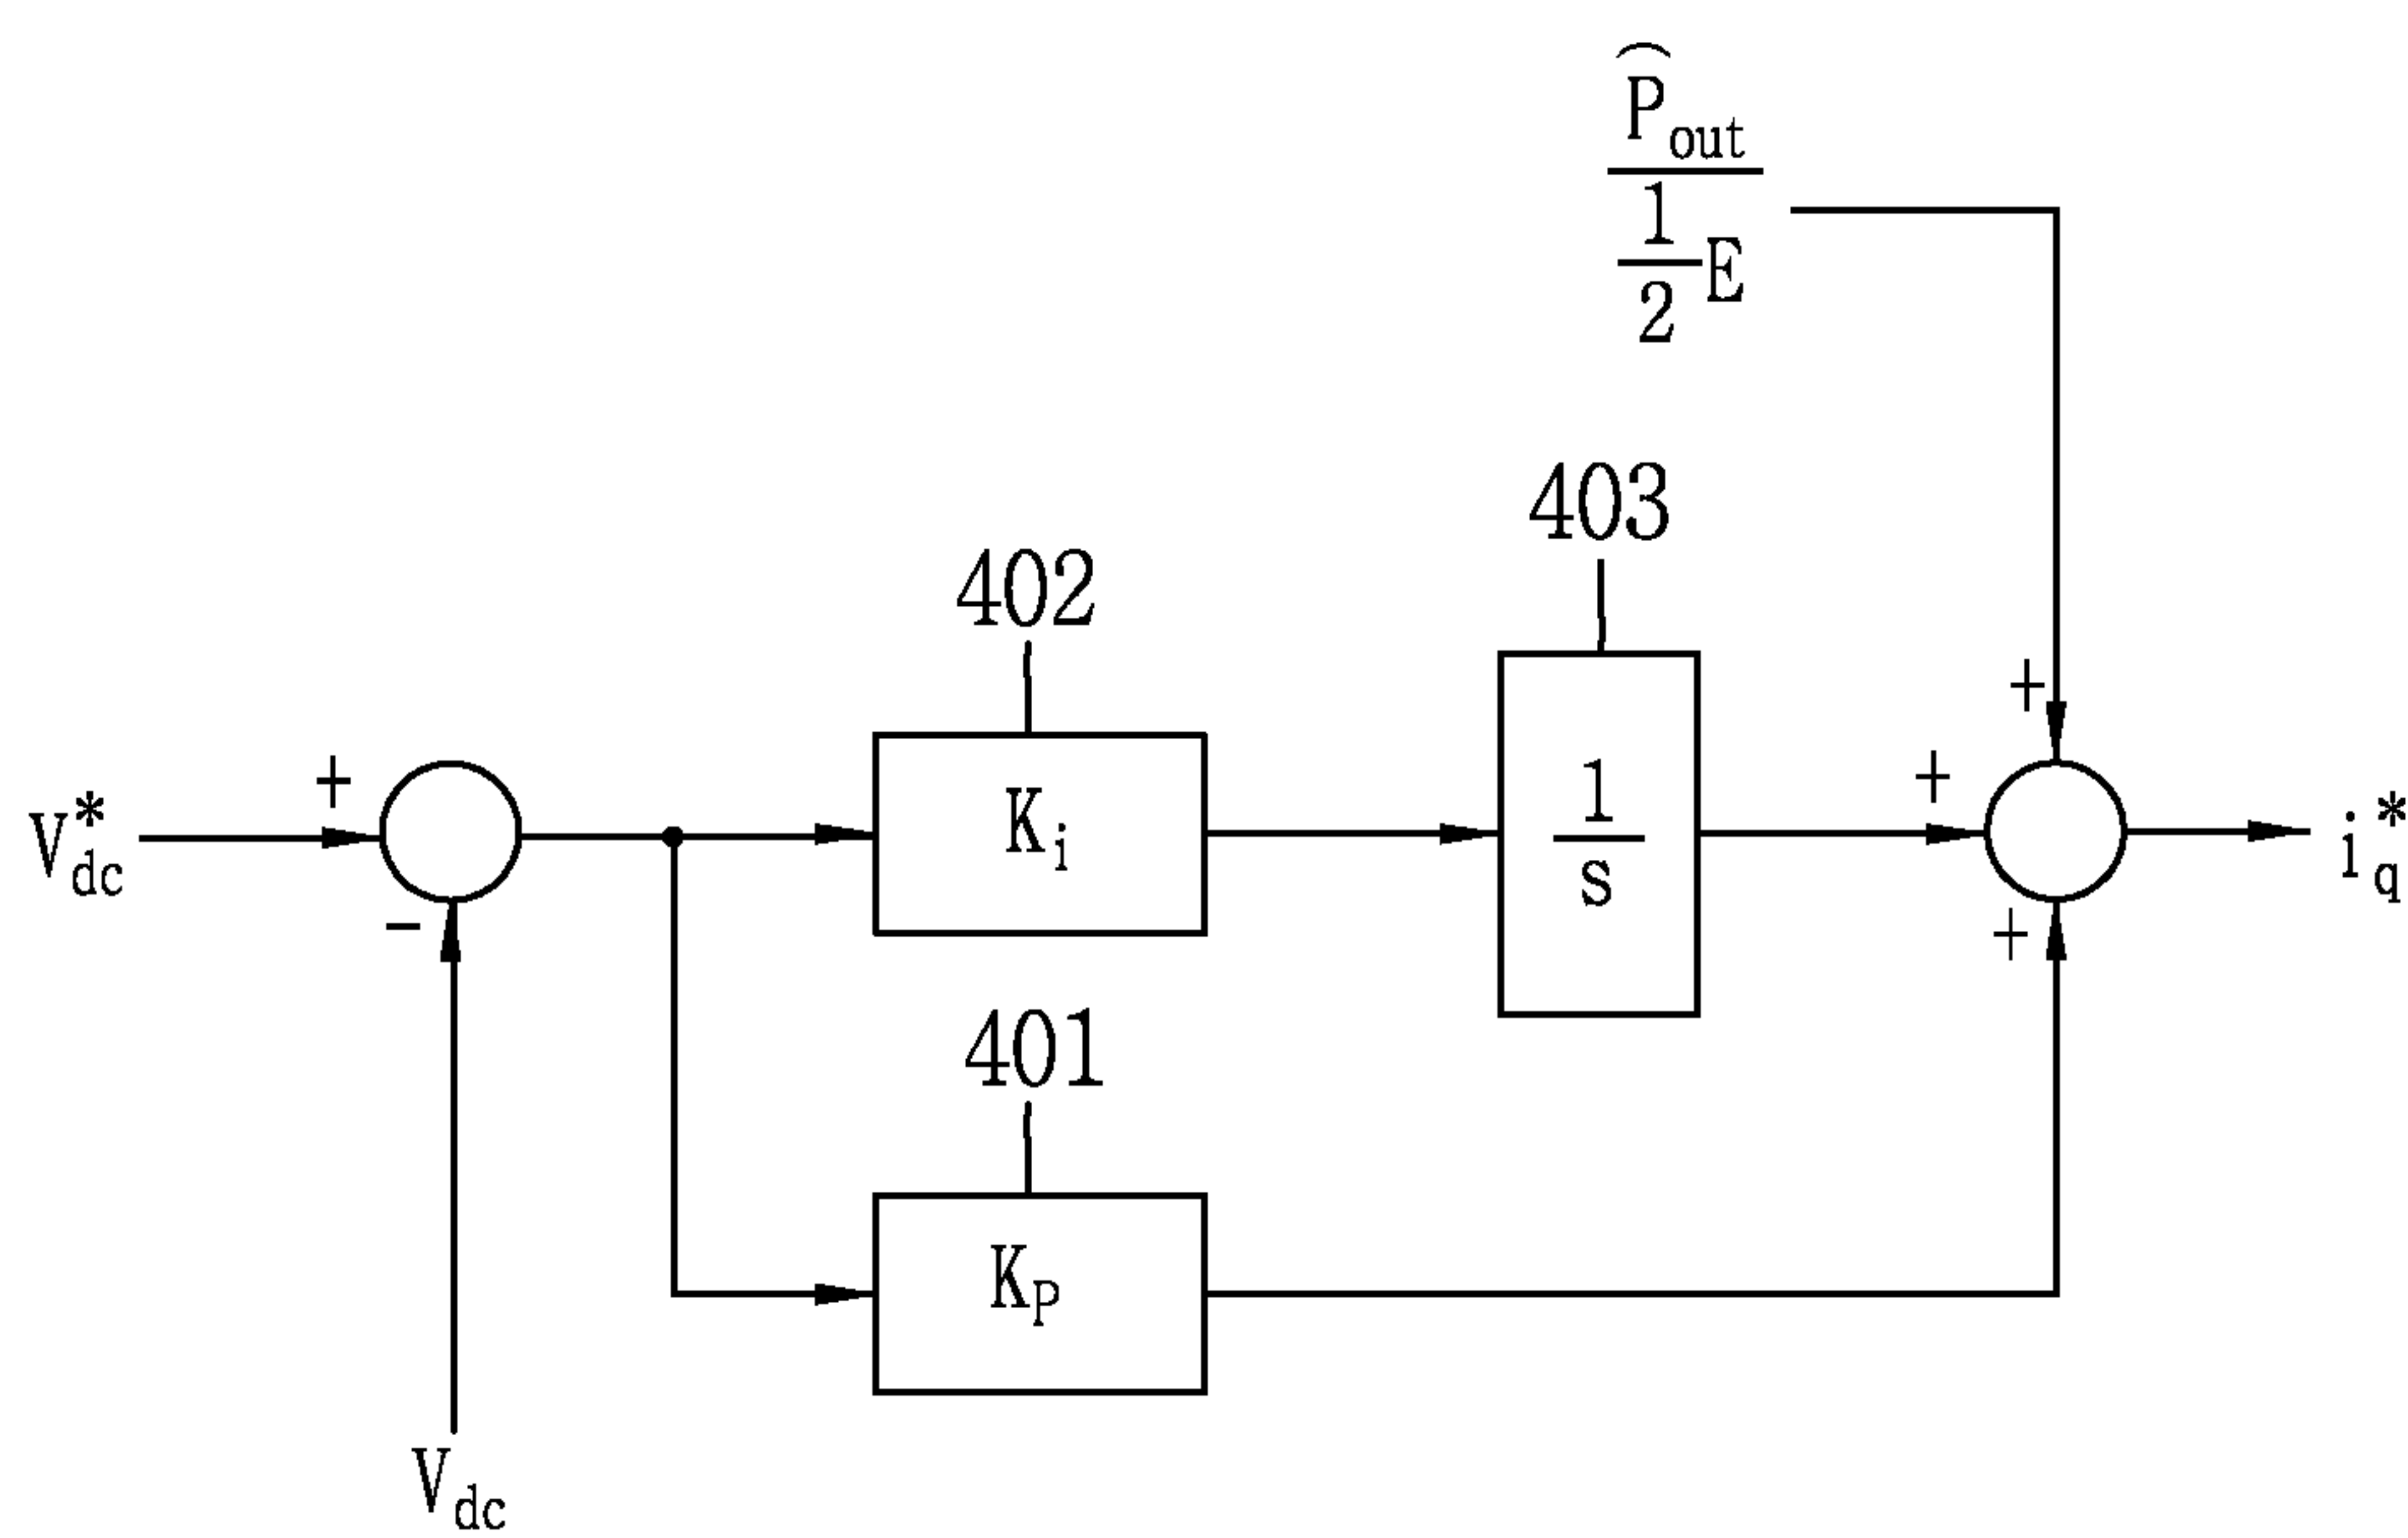 P̂out
1
2
E
403
402
+
+
+
V*dc
Ki
1
s
i*q
-
+
401
KP
Vdc